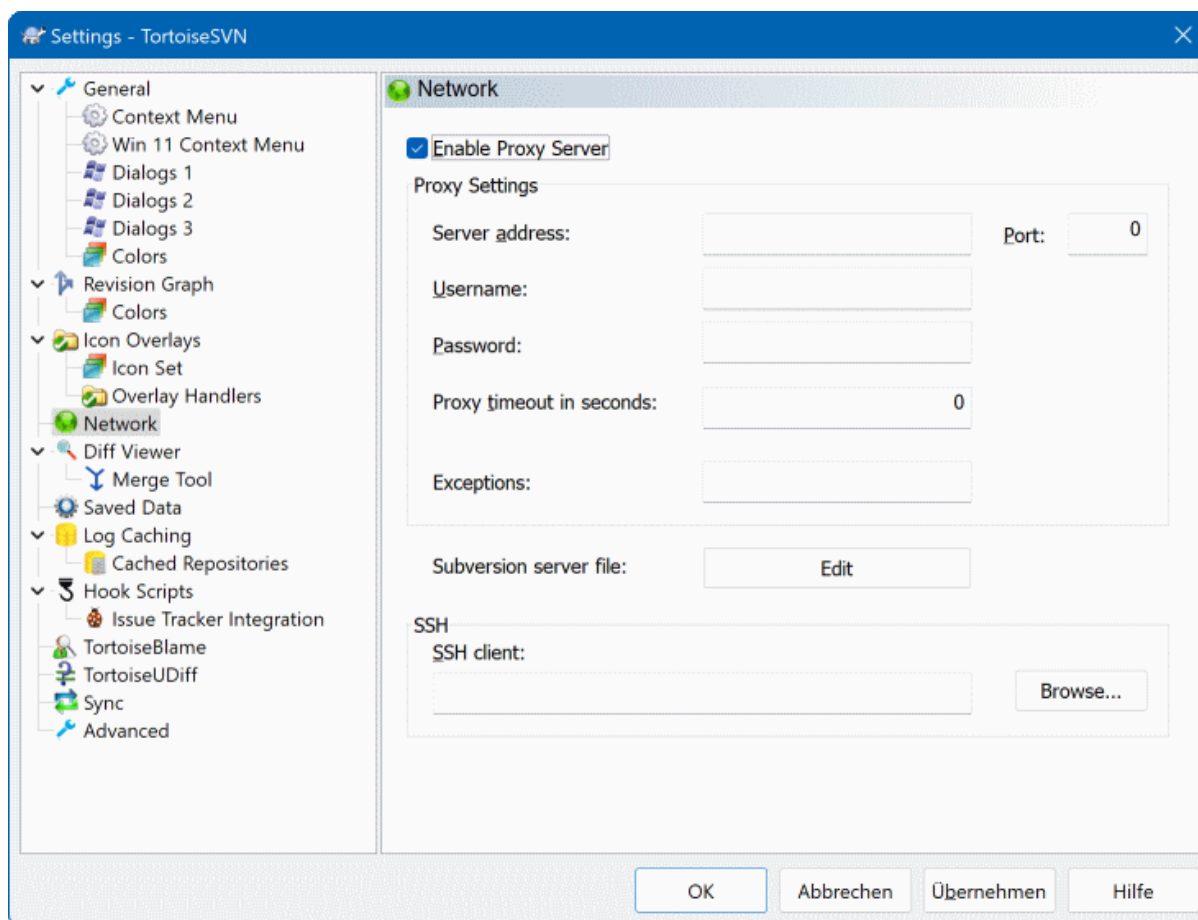 Settings - TortoiseSVN
General
Context Menu
Win 11 Context Menu
Dialogs 1
Dialogs 2
Dialogs 3
Colors
Revision Graph
Colors
Icon Overlays
Icon Set
Overlay Handlers
Network
Diff Viewer
Merge Tool
Saved Data
Log Caching
Cached Repositories
Hook Scripts
Issue Tracker Integration
TortoiseBlame
TortoiseUDiff
Sync
Advanced
Network
Enable Proxy Server
Proxy Settings
Server address: Port: 0
Username:
Password:
Proxy timeout in seconds: 0
Exceptions:
Subversion server file: Edit
SSH
SSH client:
Browse...
OK Abbrechen Übernehmen Hilfe